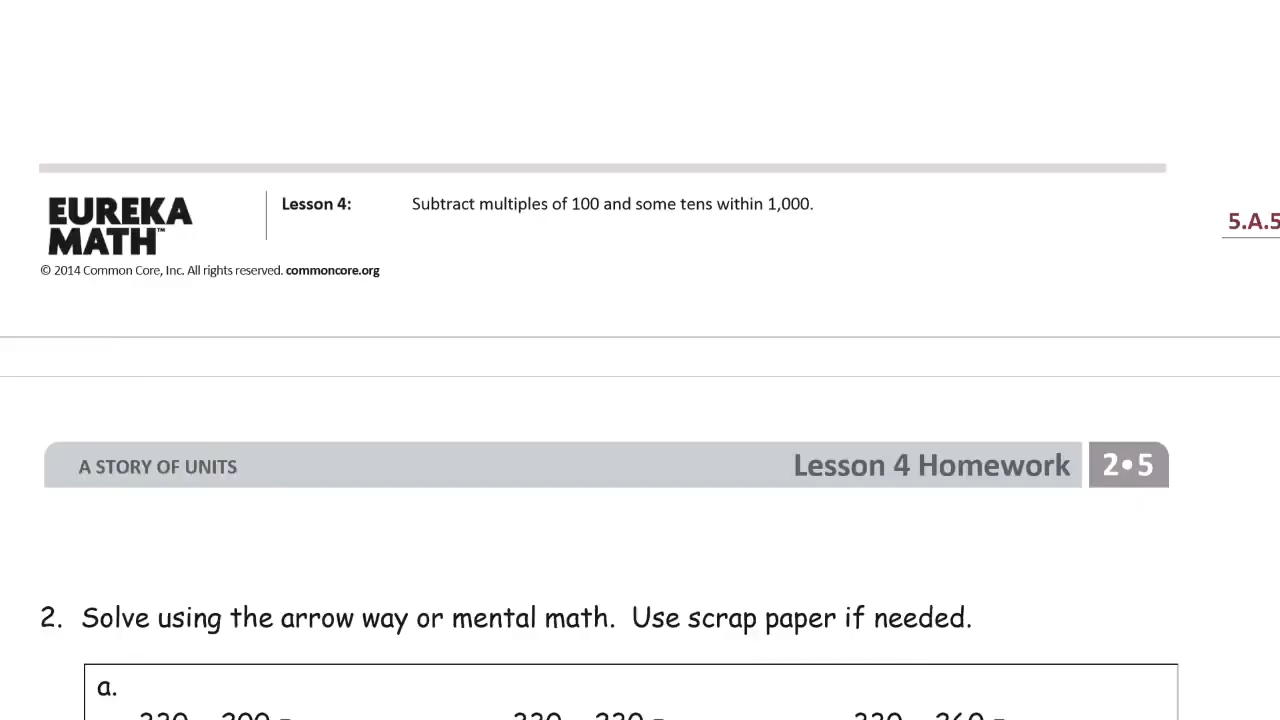 EUREKA
MATH™
Lesson 4: Subtract multiples of 100 and some tens within 1,000.
5.A.5
© 2014 Common Core, Inc. All rights reserved. commoncore.org
A STORY OF UNITS Lesson 4 Homework 2•5
2. Solve using the arrow way or mental math. Use scrap paper if needed.
a.